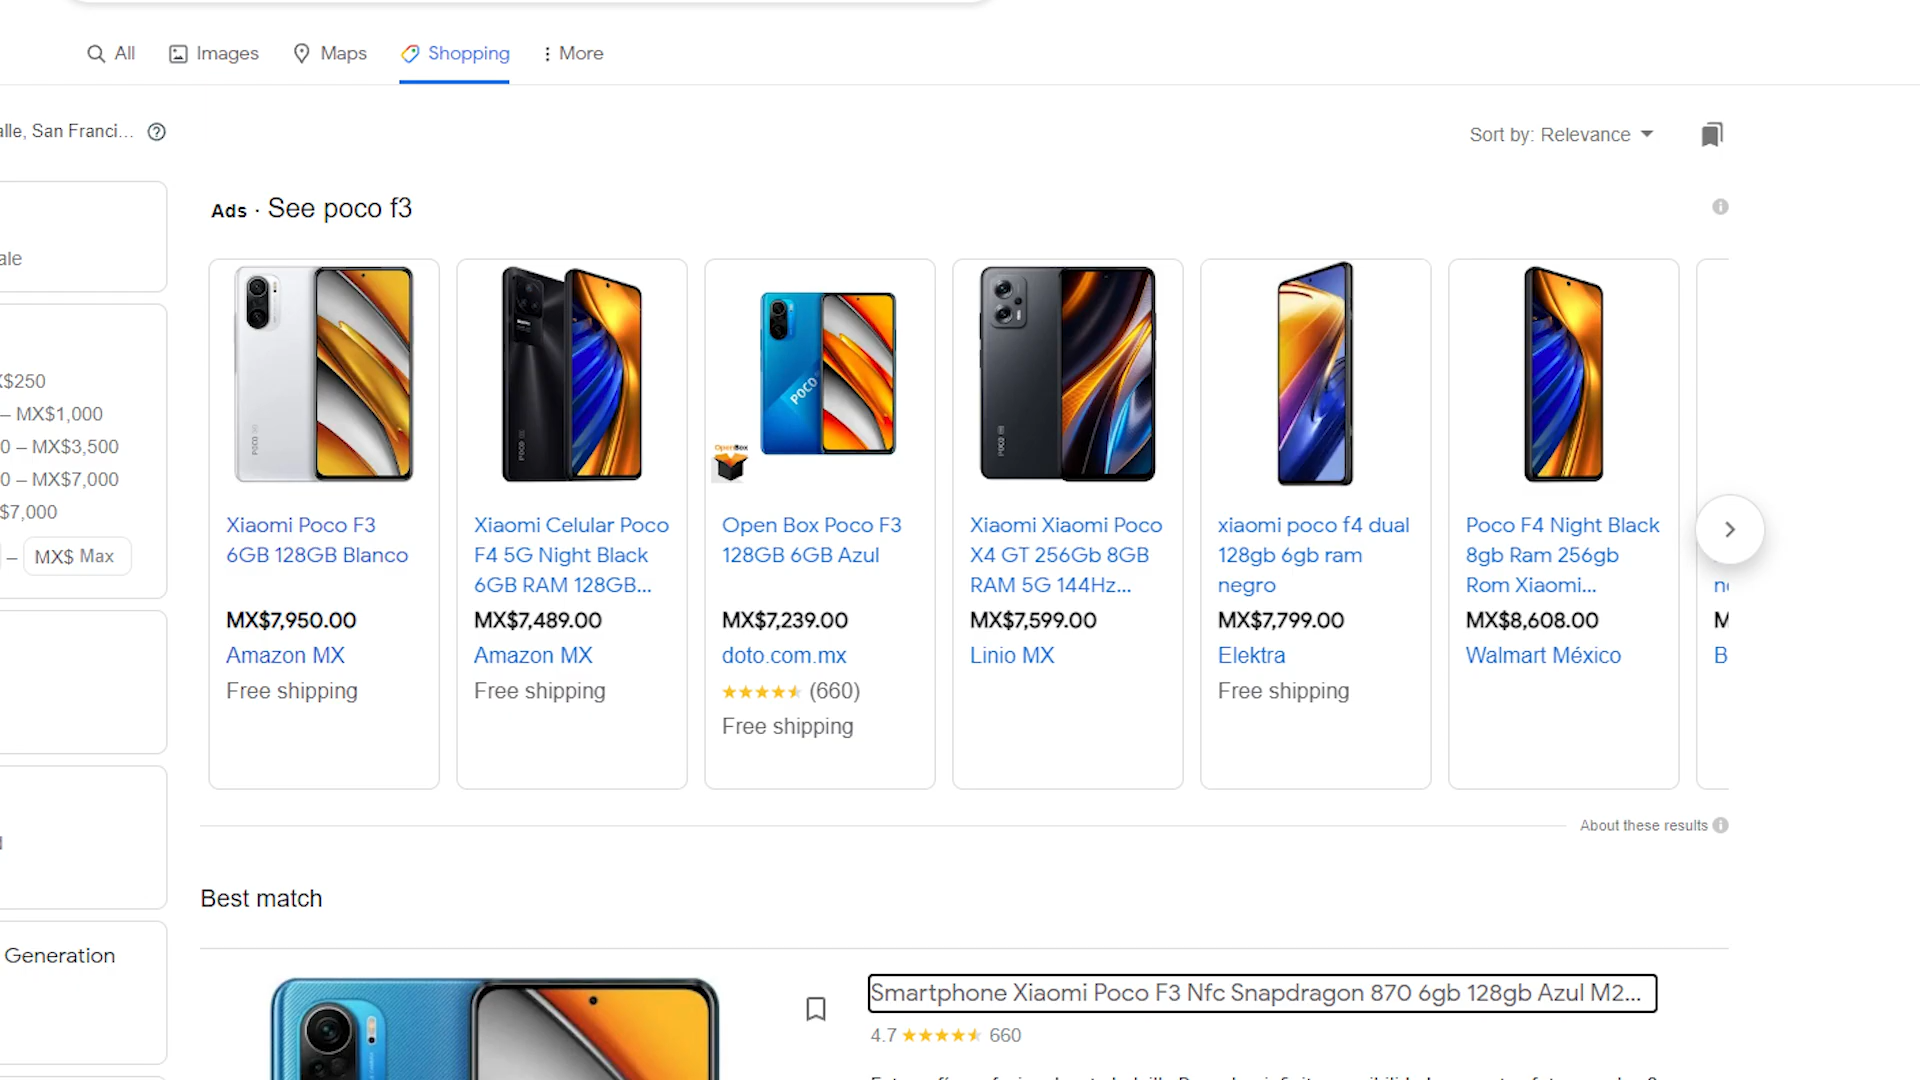 All
Images
Maps
Shopping
More
alle, San Franci...
Sort by: Relevance
Ads · See poco f3
ale
X$250
– MX$1,000
0 – MX$3,500
0 – MX$7,000
$7,000
– MX$ Max
Generation
POCO
OpenBox
Xiaomi Poco F3
6GB 128GB Blanco
MX$7,950.00
Amazon MX
Free shipping
Xiaomi Celular Poco
F4 5G Night Black
6GB RAM 128GB...
MX$7,489.00
Amazon MX
Free shipping
Open Box Poco F3
128GB 6GB Azul
MX$7,239.00
doto.com.mx
(660)
Free shipping
Xiaomi Xiaomi Poco
X4 GT 256Gb 8GB
RAM 5G 144Hz...
MX$7,599.00
Linio MX
xiaomi poco f4 dual
128gb 6gb ram
negro
MX$7,799.00
Elektra
Free shipping
Poco F4 Night Black
8gb Ram 256gb
Rom Xiaomi...
MX$8,608.00
Walmart México
M
B
About these results
Best match
Smartphone Xiaomi Poco F3 Nfc Snapdragon 870 6gb 128gb Azul M2...
4.7 660